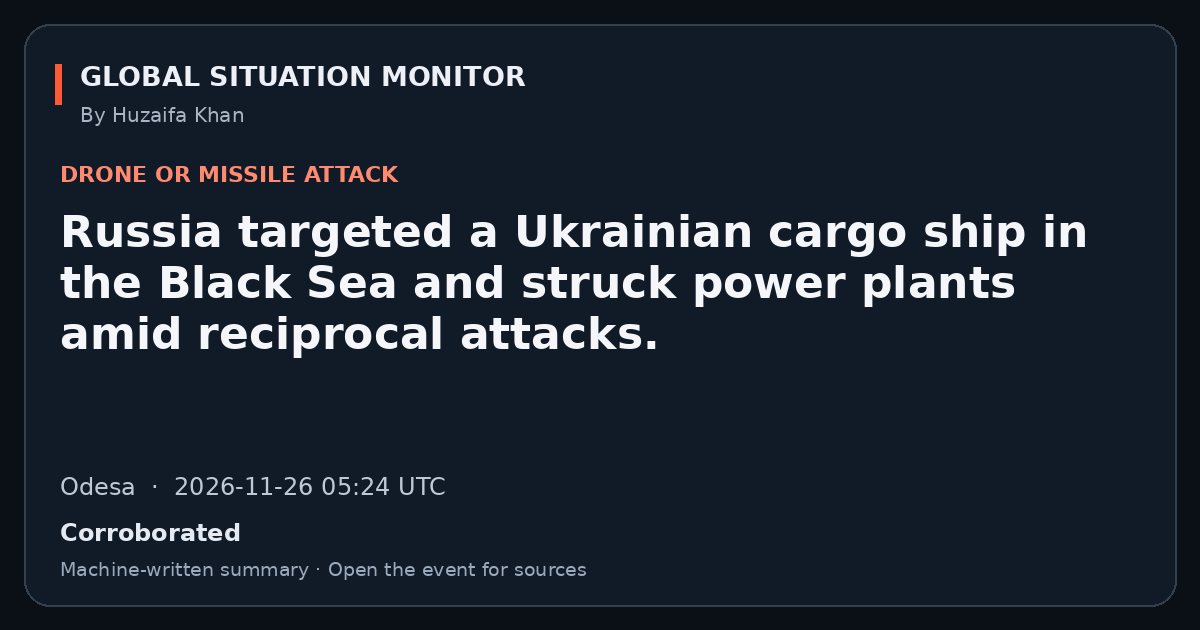 GLOBAL SITUATION MONITOR
By Huzaifa Khan
DRONE OR MISSILE ATTACK
Russia targeted a Ukrainian cargo ship in
the Black Sea and struck power plants
amid reciprocal attacks.
Odesa · 2026-11-26 05:24 UTC
Corroborated
Machine-written summary · Open the event for sources